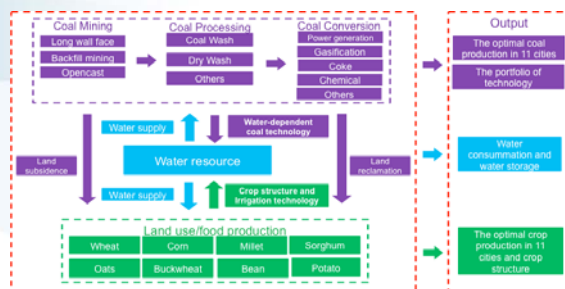 Coal Mining
Long wall face
Backfill mining
Opencast
Coal Processing
Coal Wash
Dry Wash
Others
Coal Conversion
Power generation
Gasification
Coke
Chemical
Others
Output
The optimal coal
production in 11
cities
The portfolio of
technology
Land
subsidence
Water supply
Water-dependent
coal technology
Water resource
Land
reclamation
Water supply
Crop structure and
Irrigation technology
Water
consummation and
water storage
Land use/food production
Wheat
Corn
Millet
Sorghum
Oats
Buckwheat
Bean
Potato
The optimal crop
production in 11
cities and crop
structure